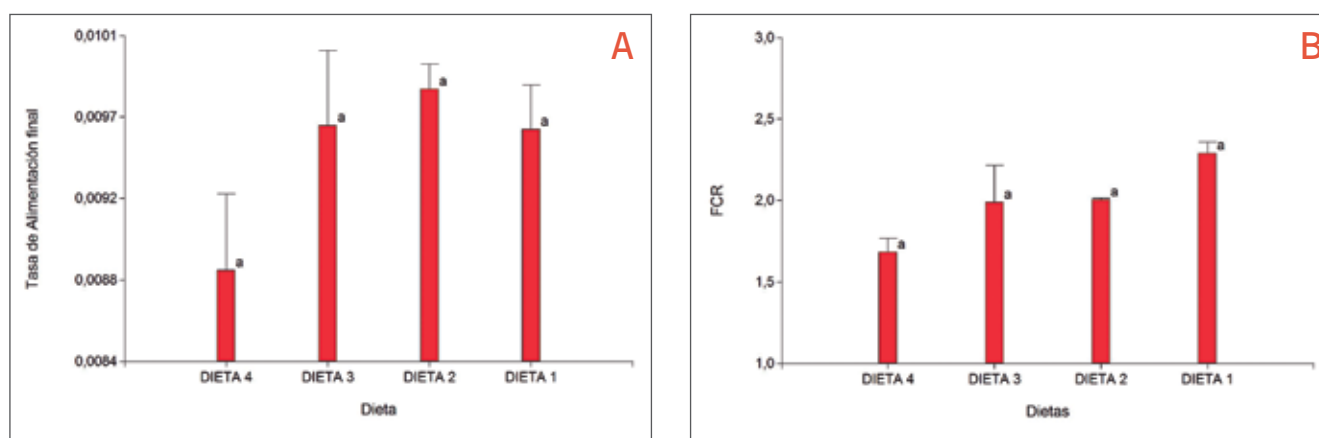 A
Tasa de Alimentación final
0,0101
0,0097
0,0092
0,0088
0,0084
a
a
a
a
DIETA 4
DIETA 3
DIETA 2
DIETA 1
Dieta
B
FCR
3,0
2,5
2,0
1,5
1,0
a
a
a
a
DIETA 4
DIETA 3
DIETA 2
DIETA 1
Dietas